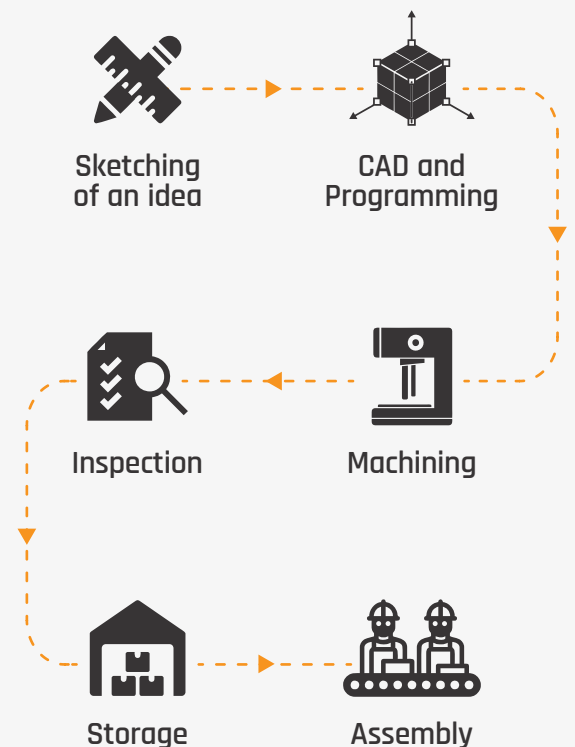 Sketching
of an idea
CAD and
Programming
Inspection
Machining
Storage
Assembly